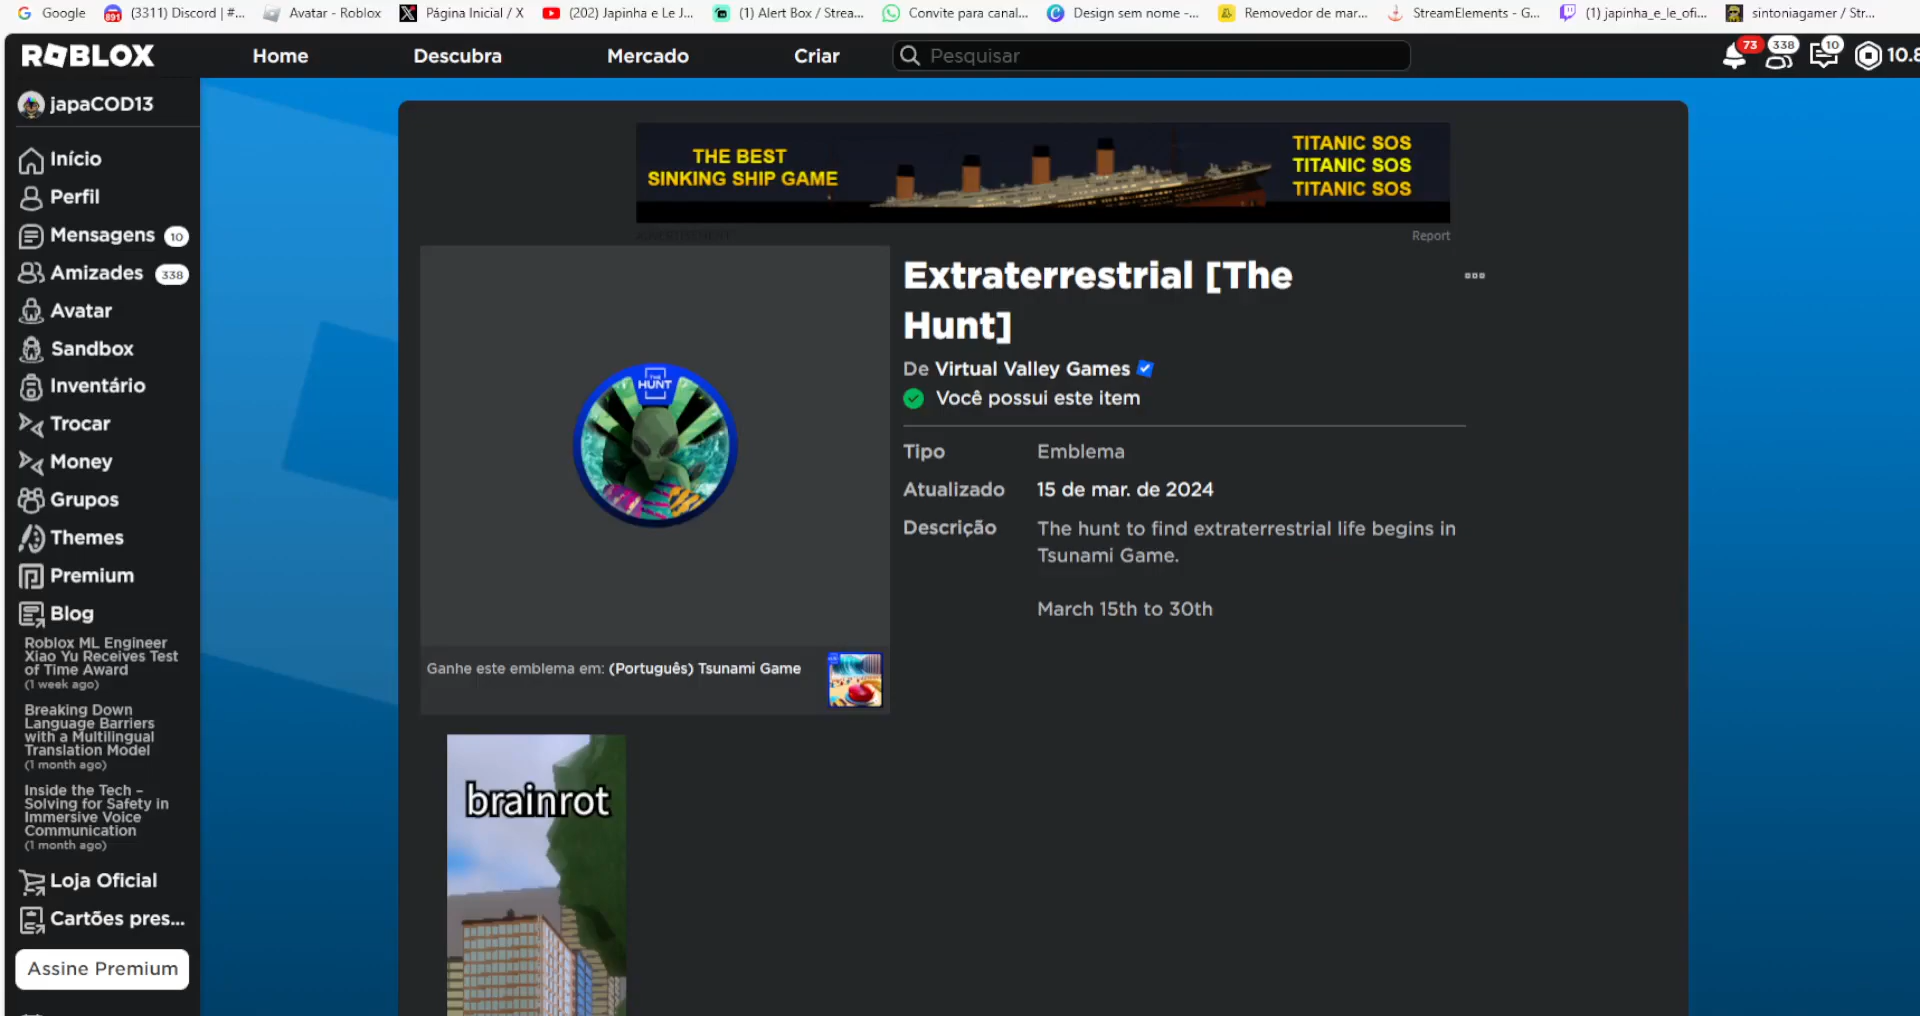 Google
(3311) Discord | #...
Avatar - Roblox
Página Inicial / X
(202) Japinha e Le J...
(1) Alert Box / Strea...
Convite para canal...
Design sem nome -...
Removedor de mar...
StreamElements - G...
(1) japinha_e_le_ofi...
sintoniagamer / Str...
ROBLOX
Home
Descubra
Mercado
Criar
Pesquisar
73
338
10
10.8
japaCOD13
Início
Perfil
Mensagens 10
Amizades 338
Avatar
Sandbox
Inventário
Trocar
Money
Grupos
Themes
Premium
Blog
Roblox ML Engineer
Xiao Yu Receives Test
of Time Award
(1 week ago)
Breaking Down
Language Barriers
with a Multilingual
Translation Model
(1 month ago)
Inside the Tech –
Solving for Safety in
Immersive Voice
Communication
(1 month ago)
Loja Oficial
Cartões pres...
Assine Premium
THE BEST
SINKING SHIP GAME
TITANIC SOS
TITANIC SOS
TITANIC SOS
ADVERTISEMENT
Report
THE
HUNT
Extraterrestrial [The
Hunt]
De Virtual Valley Games
Você possui este item
Tipo Emblema
Atualizado 15 de mar. de 2024
Descrição The hunt to find extraterrestrial life begins in
Tsunami Game.
March 15th to 30th
Ganhe este emblema em: (Português) Tsunami Game
brainrot